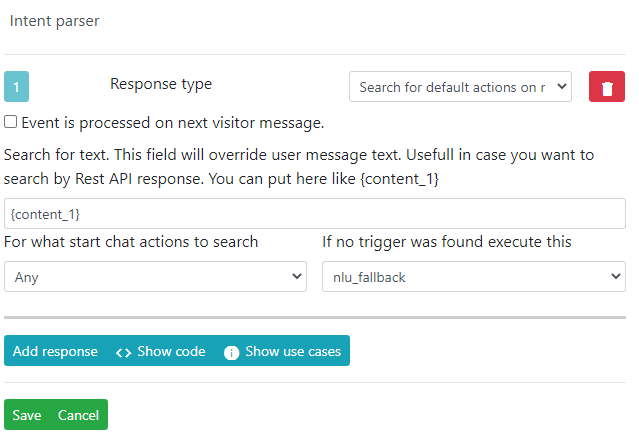 Intent parser
1
Response type
Search for default actions on r
Event is processed on next visitor message.
Search for text. This field will override user message text. Usefull in case you want to
search by Rest API response. You can put here like {content_1}
{content_1}
For what start chat actions to search
If no trigger was found execute this
Any
nlu_fallback
Add response
<> Show code
Show use cases
Save
Cancel